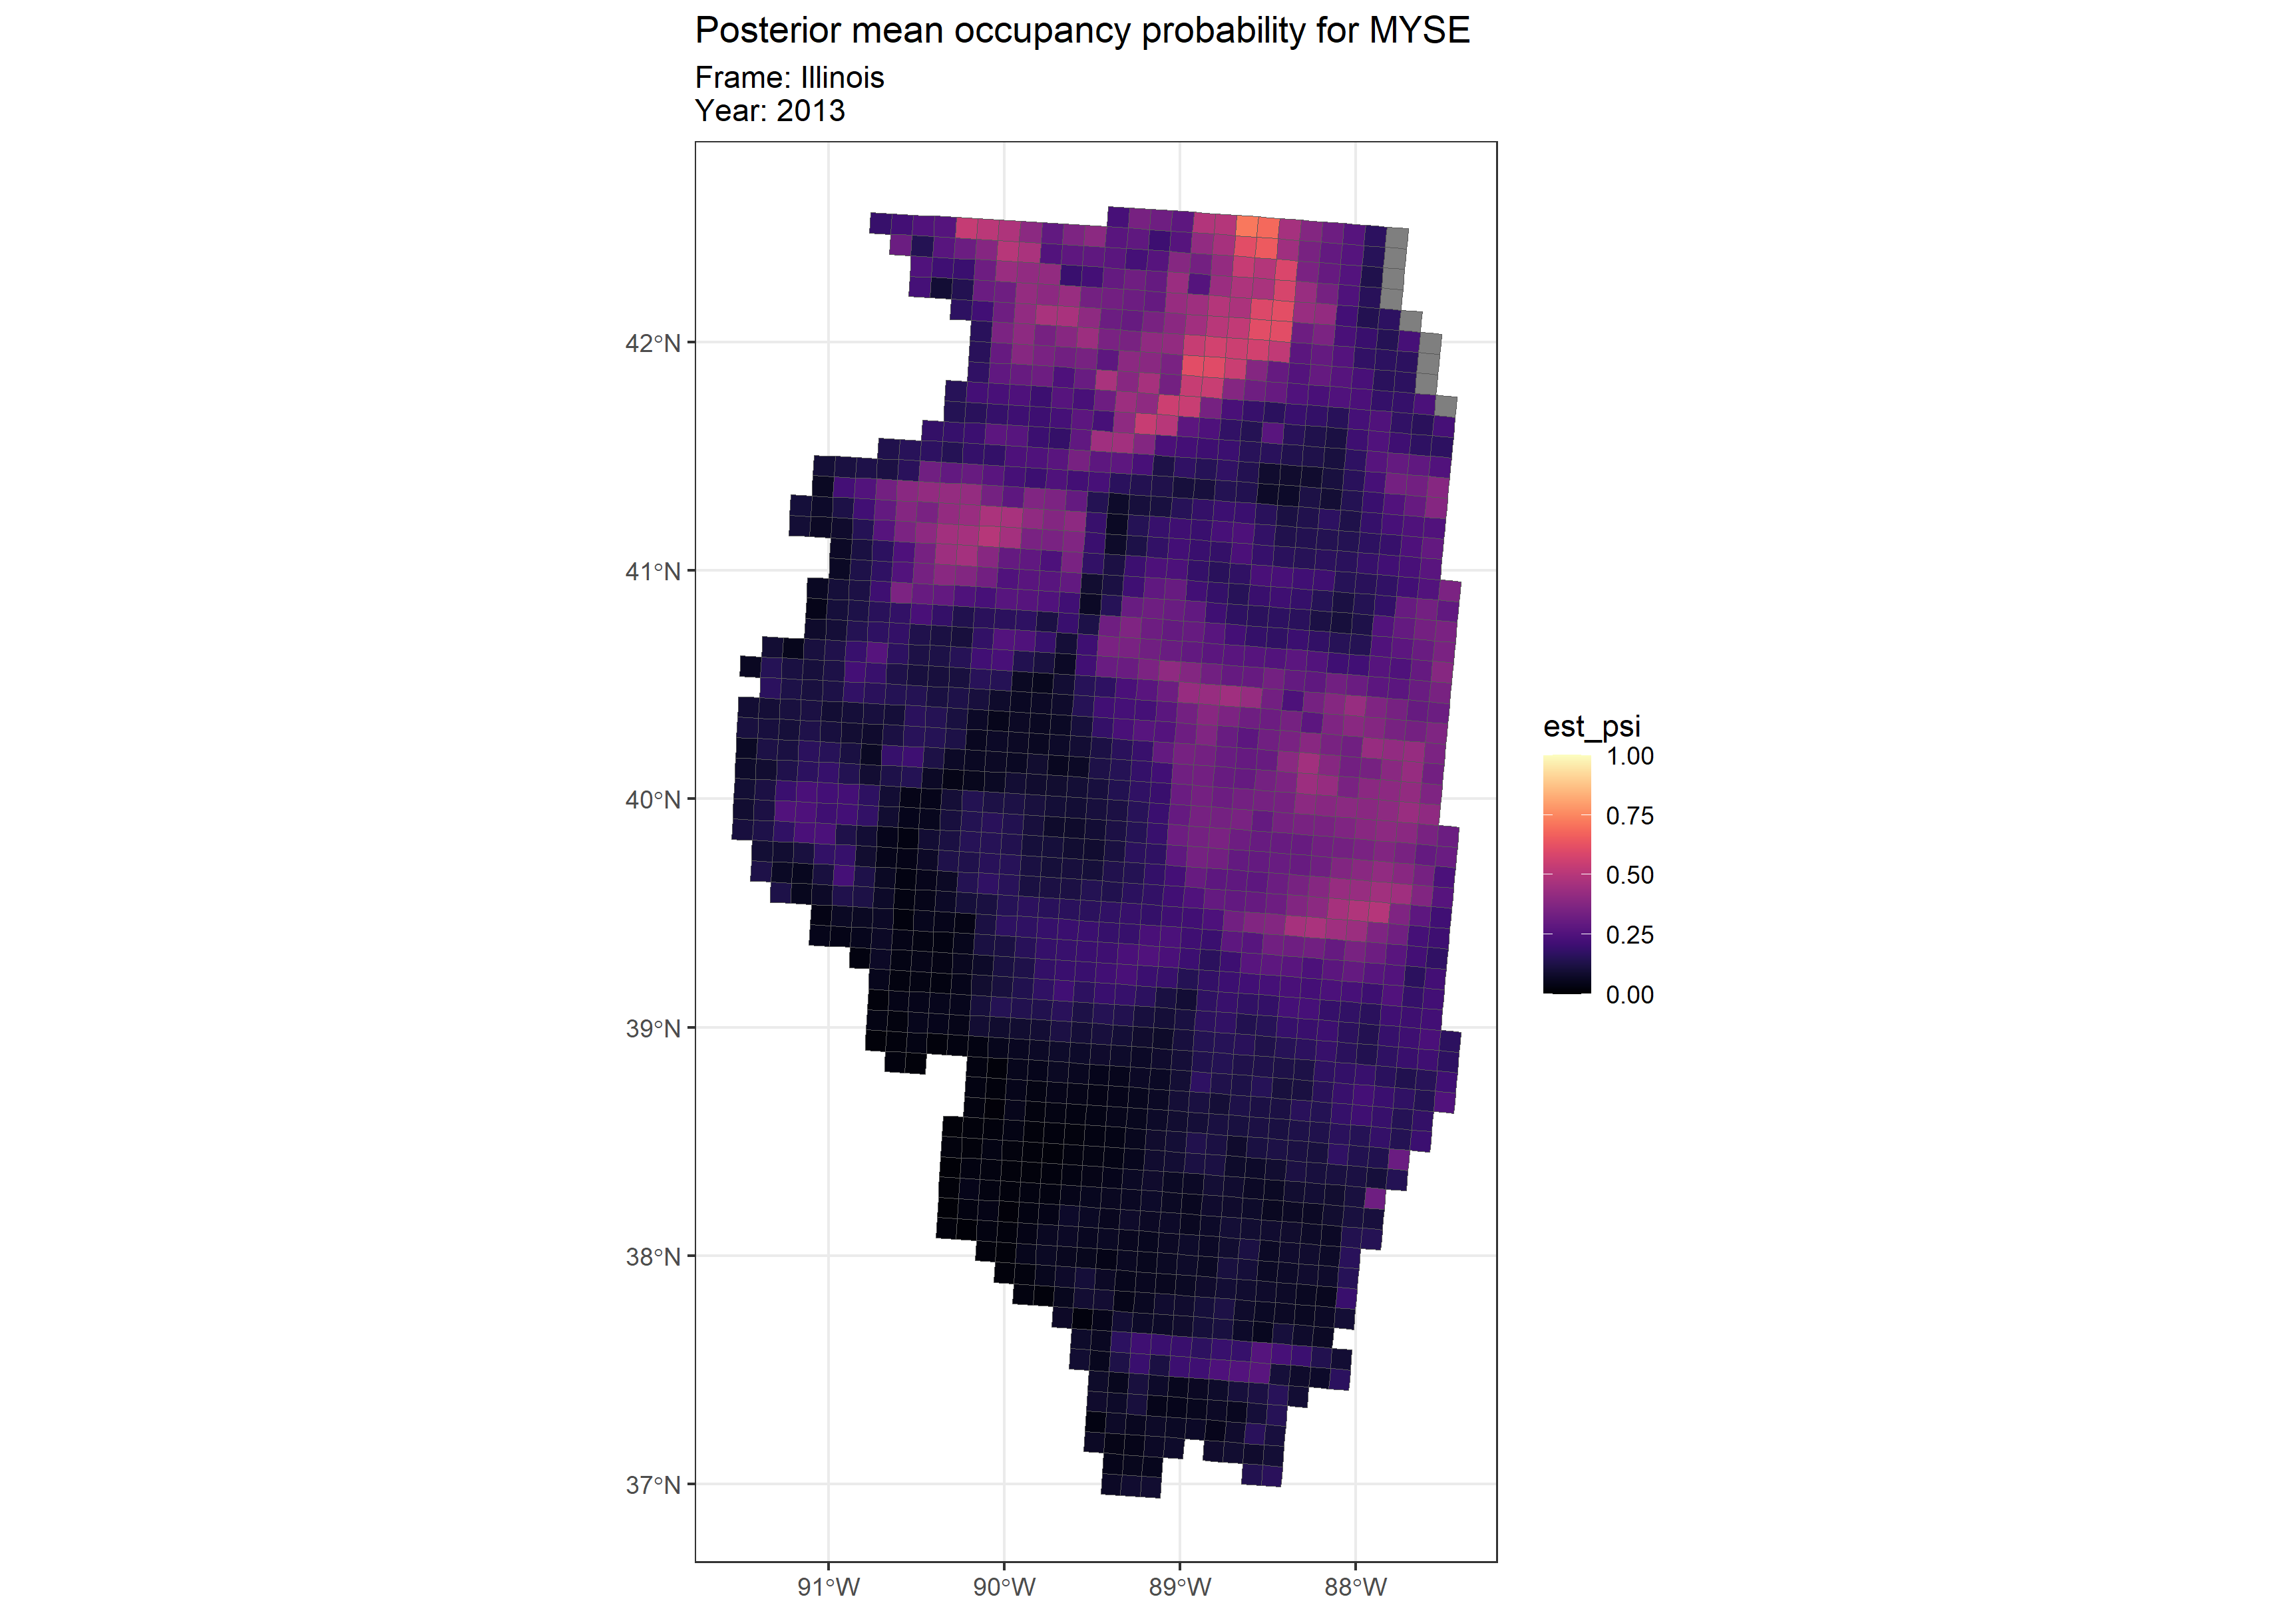 Posterior mean occupancy probability for MYSE
Frame: Illinois
Year: 2013
42°N
41°N
40°N
39°N
38°N
37°N
91°W
90°W
89°W
88°W
est_psi
1.00
0.75
0.50
0.25
0.00